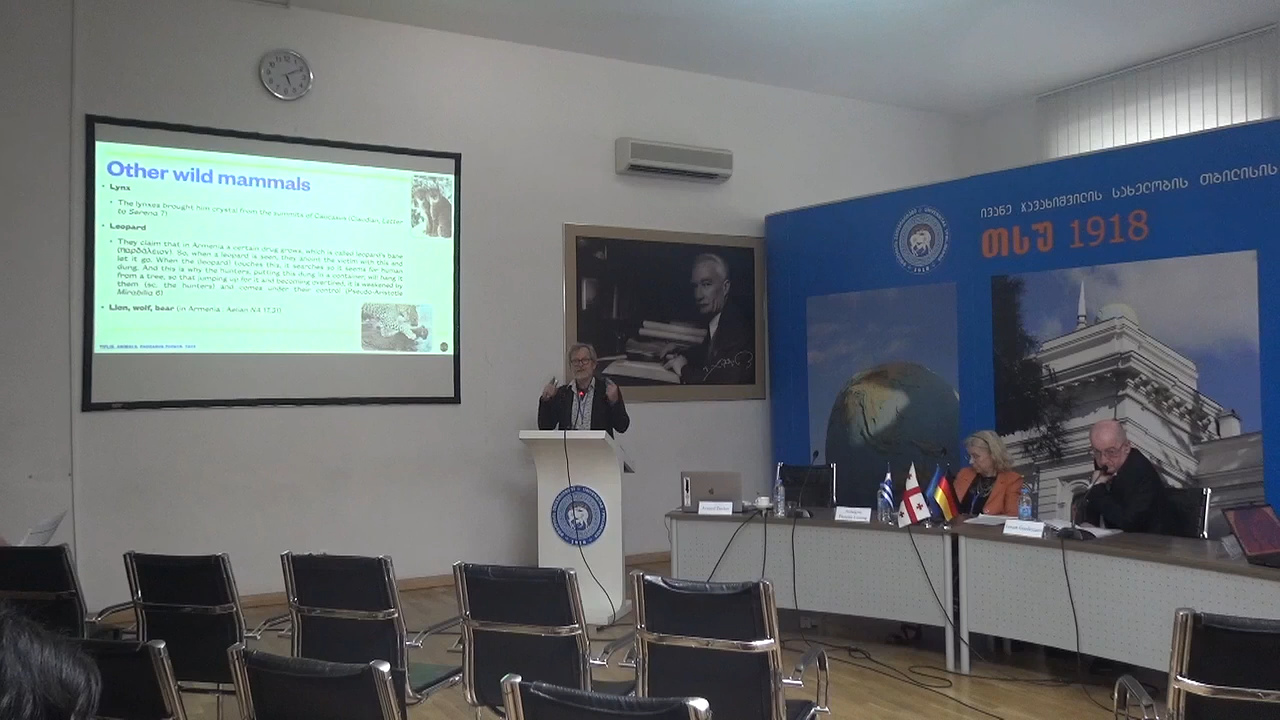 Other wild mammals
• Lynx
• The lynxes brought him crystal from the summits of Caucasus (Claudian, Letter
to Serena 7)
• Leopard
• They claim that in Armenia a certain drug grows, which is called leopard's bane
(παρδάλειον). So, when a leopard is seen, they anoint the victim with this and
let it go. When the (leopard) touches this, it searches so it seems for human
dung. And this is why the hunters, putting this dung in a container, will hang it
from a tree, so that jumping up for it and becoming overtired, it is weakened by
them (sc. the hunters) and comes under their control (Pseudo-Aristotle
Mirabilia 6)
• Lion, wolf, bear (in Armenia : Aelian NA 17.31)
ივანე ჯავახიშვილის სახელობის თბილისის
თსუ 1918
1918
1918